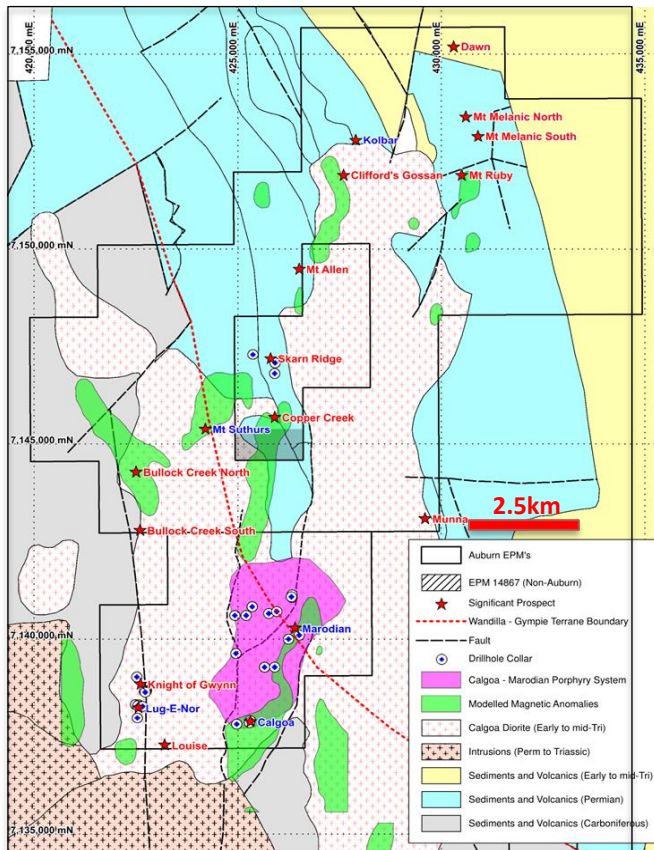 420,000 mE
425,000 mE
430,000 mE
435,000 mE
7,155,000 mN
Dawn
Mt Melanic North
Mt Melanic South
Kolbar
Clifford's Gossan
Mt Ruby
7,150,000 mN
Mt Allen
Skarn Ridge
Copper Creek
Mt Suthurs
7,145,000 mN
Bullock Creek North
Munna
2.5km
Bullock Creek South
7,140,000 mN
Marodian
Knight of Gwynn
Lug-E-Nor
Calgoa
Louise
7,135,000 mN
Auburn EPM's
EPM 14867 (Non-Auburn)
Significant Prospect
Wandilla - Gympie Terrane Boundary
Fault
Drillhole Collar
Calgoa - Marodian Porphyry System
Modelled Magnetic Anomalies
Calgoa Diorite (Early to mid-Tri)
Intrusions (Perm to Triassic)
Sediments and Volcanics (Early to mid-Tri)
Sediments and Volcanics (Permian)
Sediments and Volcanics (Carboniferous)